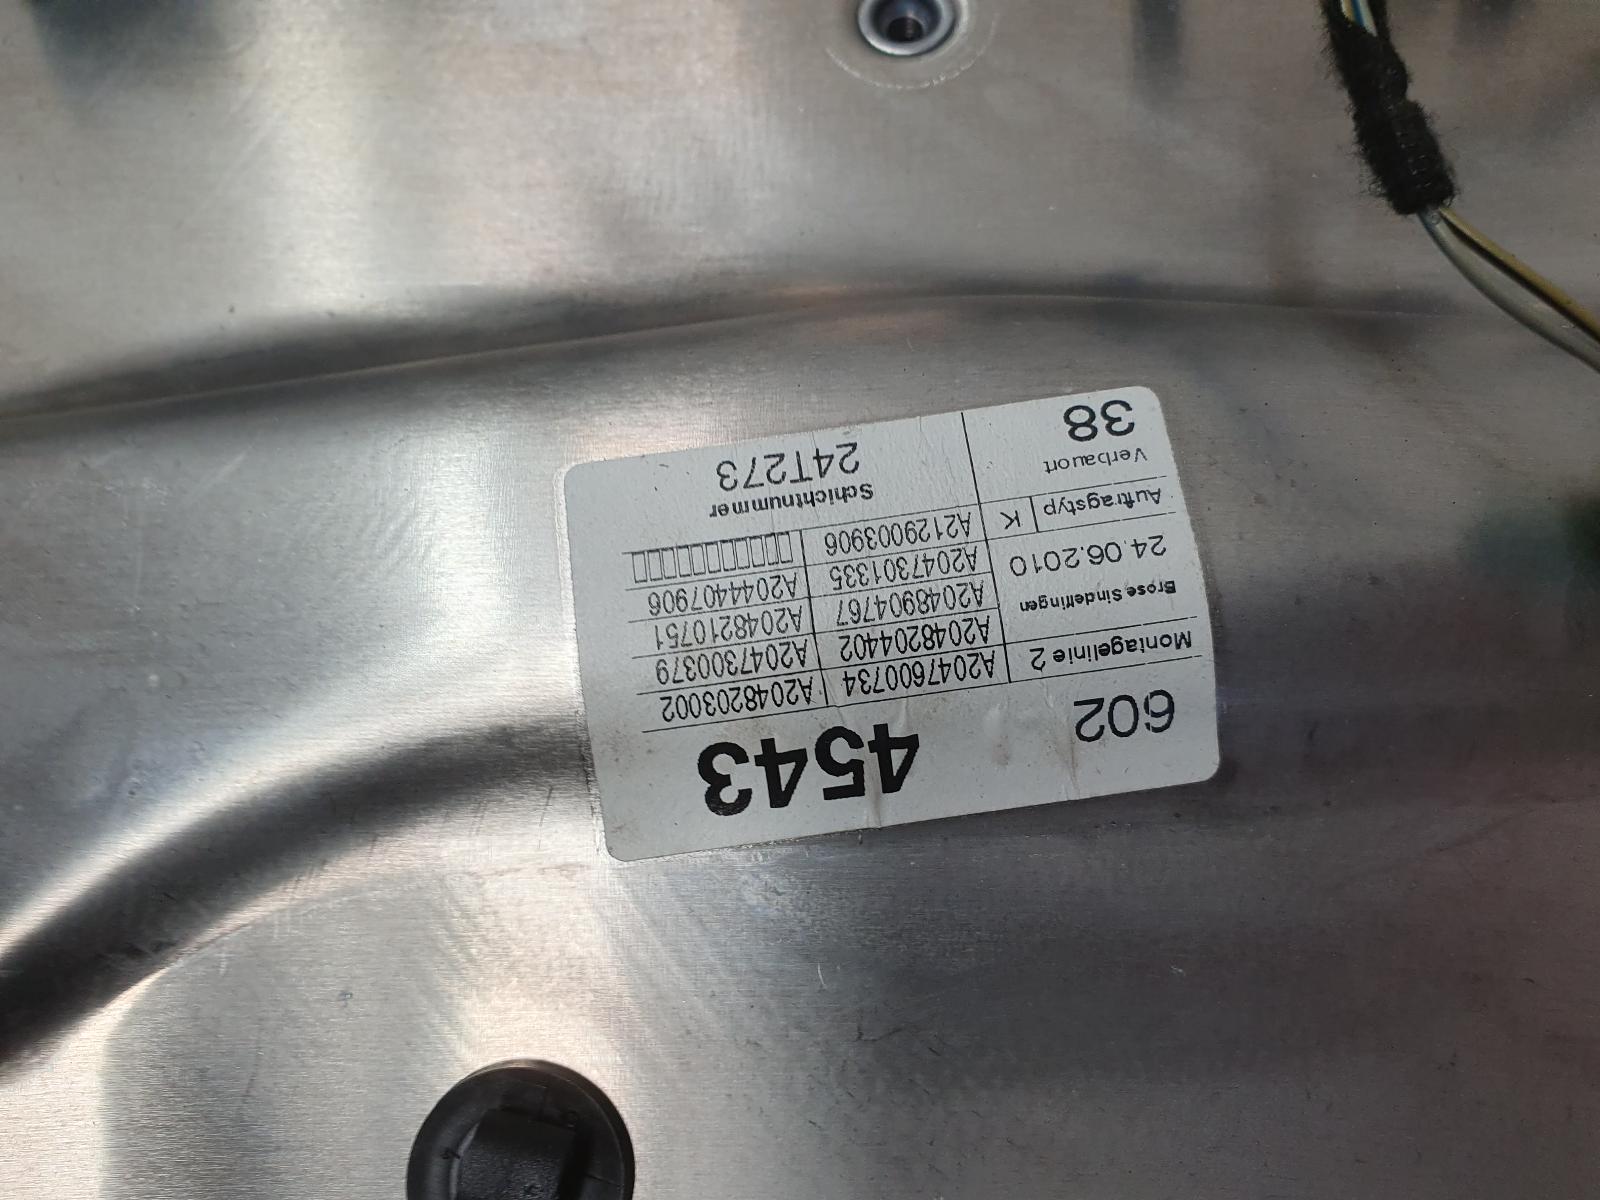 602 4543
Montagelinie 2 A2047600734 A2048203002
A2048204402 A2047300379
Brose Sindelfingen A2048904767 A2048210751
24.06.2010 A2047301335 A2044407906
Auftragstyp K A2129003906
Verbauort Schichtnummer
38 24T273